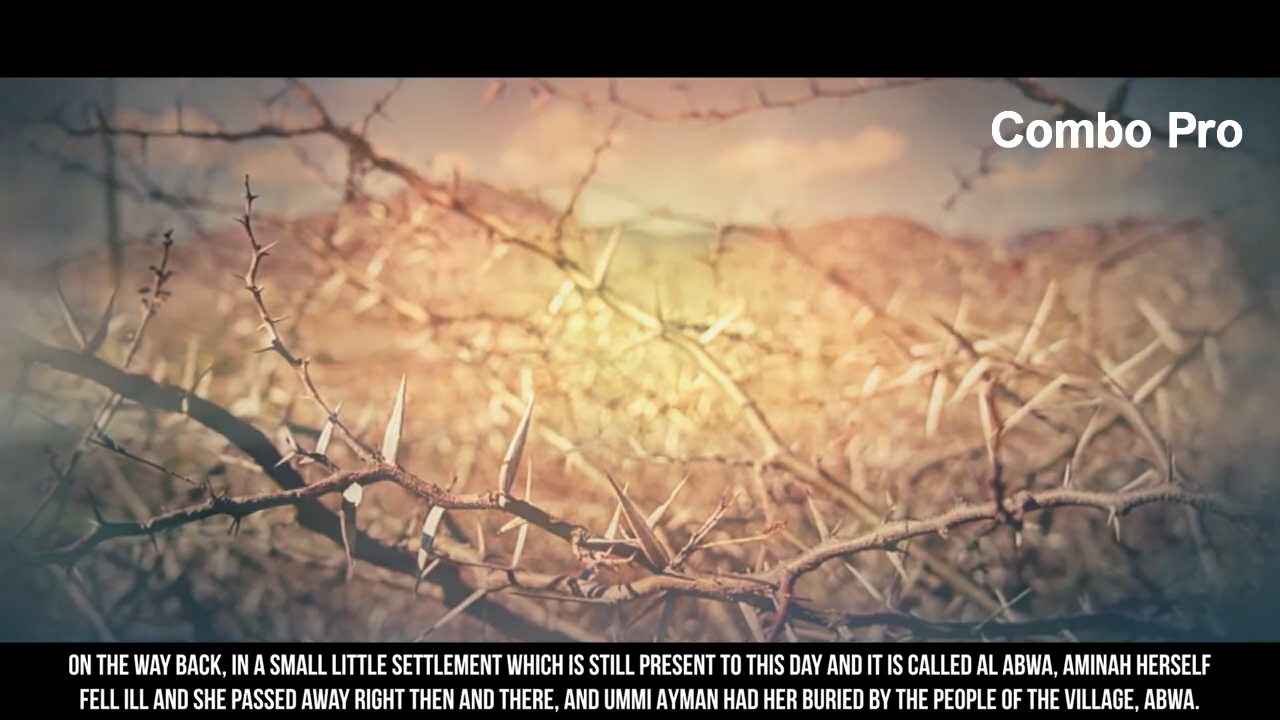 Combo Pro
ON THE WAY BACK, IN A SMALL LITTLE SETTLEMENT WHICH IS STILL PRESENT TO THIS DAY AND IT IS CALLED AL ABWA, AMINAH HERSELF
FELL ILL AND SHE PASSED AWAY RIGHT THEN AND THERE, AND UMMI AYMAN HAD HER BURIED BY THE PEOPLE OF THE VILLAGE, ABWA.